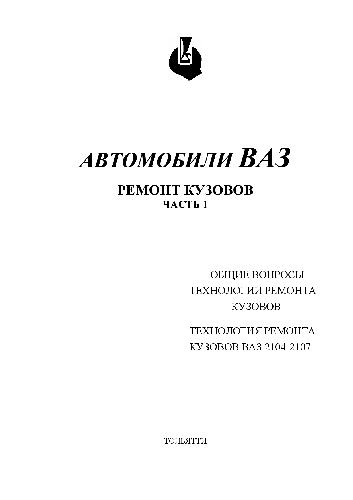 АВТОМОБИЛИ ВАЗ
РЕМОНТ КУЗОВОВ
ЧАСТЬ 1
ОБЩИЕ ВОПРОСЫ
ТЕХНОЛОГИИ РЕМОНТА
КУЗОВОВ
ТЕХНОЛОГИЯ РЕМОНТА
КУЗОВОВ ВАЗ 2104-2107
ТОЛЬЯТТИ